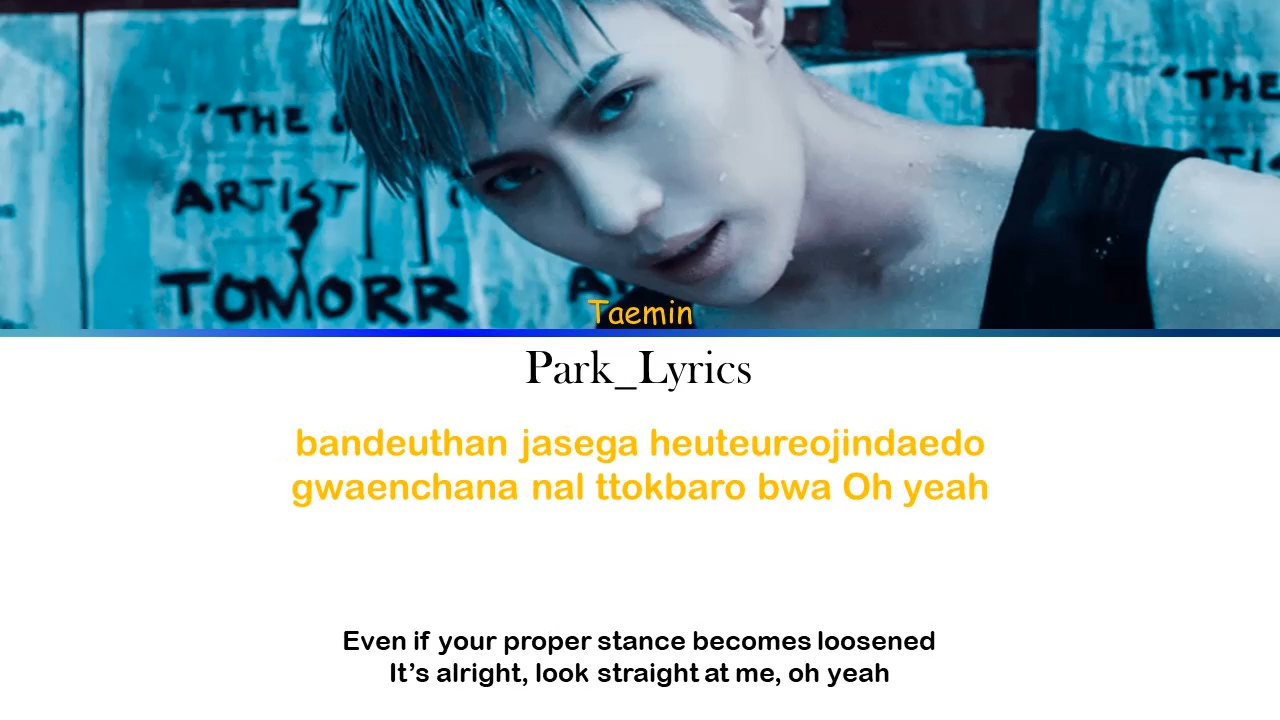 "THE
ARTIST
TOMORR
"THE
Taemin
Park_Lyrics
bandeuthan jasega heuteureojindaedo
gwaenchana nal ttokbaro bwa Oh yeah
Even if your proper stance becomes loosened
It’s alright, look straight at me, oh yeah